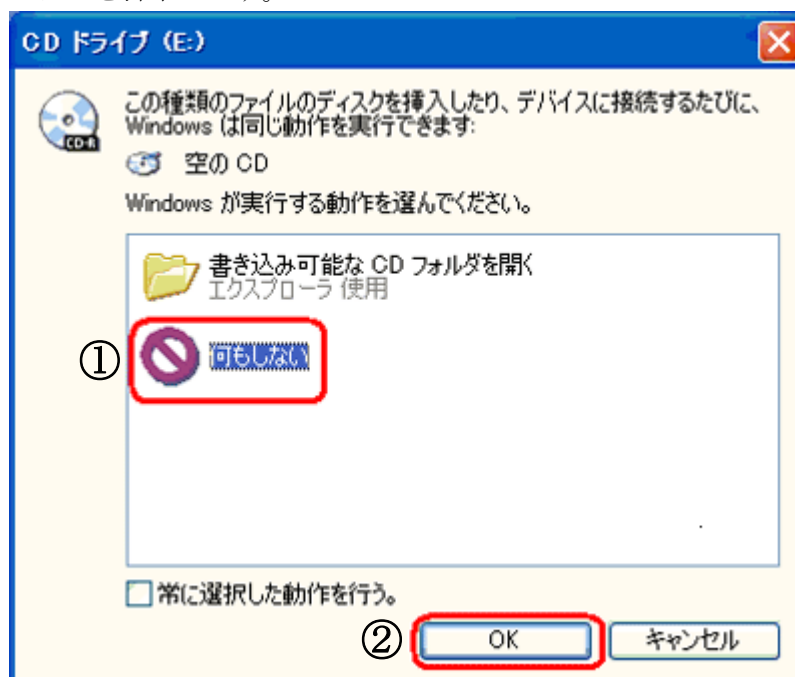 CD ドライブ (E:)
この種類のファイルのディスクを挿入したり、デバイスに接続するたびに、
Windows は同じ動作を実行できます:
CD-R
空の CD
Windows が実行する動作を選んでください。
書き込み可能な CD フォルダを開く
エクスプローラ 使用
① 何もしない
常に選択した動作を行う。
② OK キャンセル